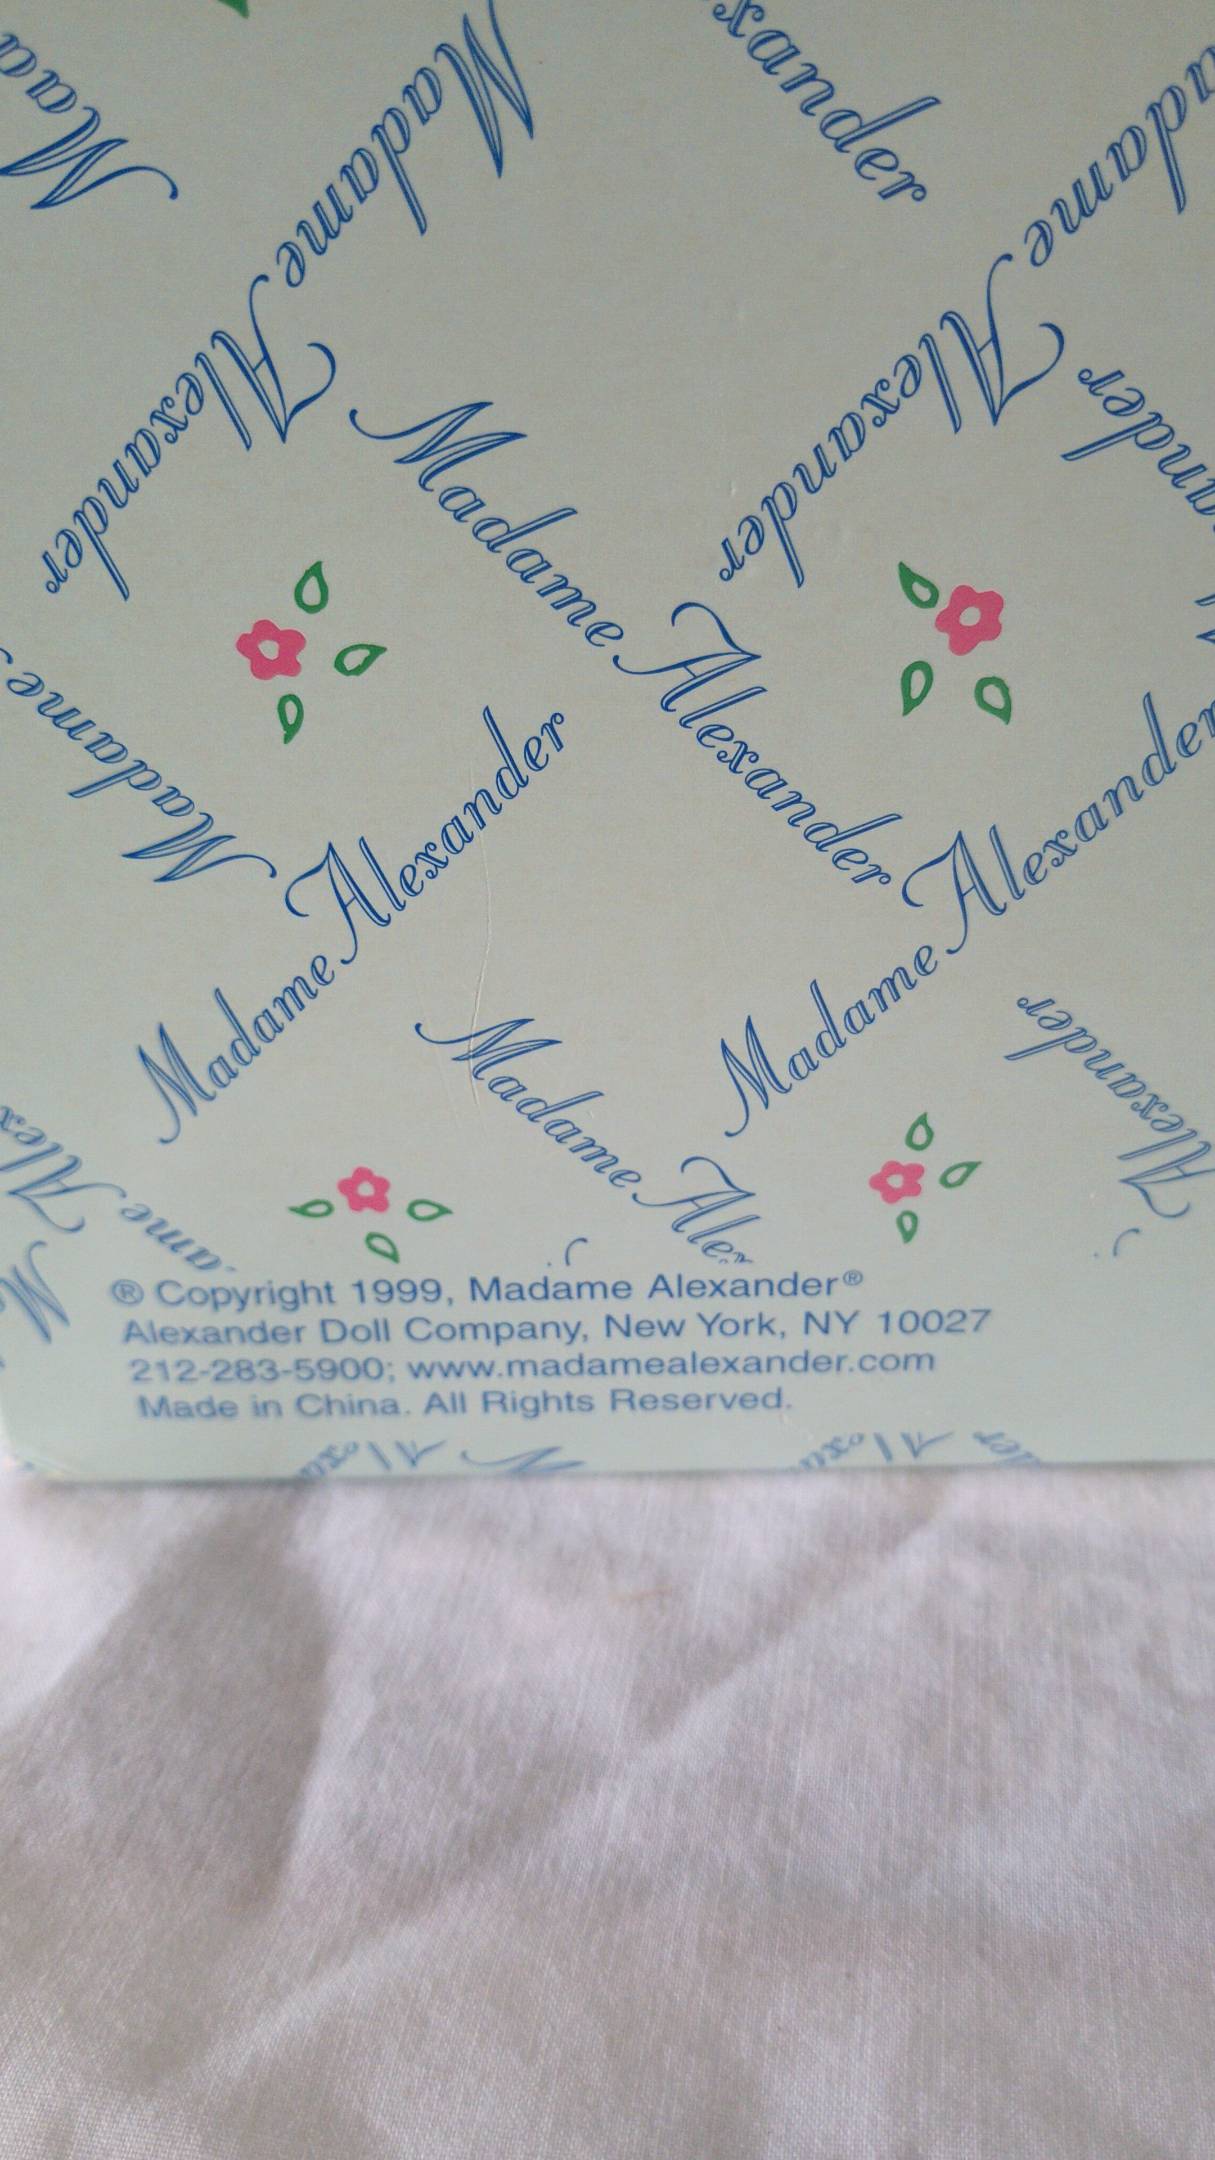 Madame
Alexander
Madame Alexander
Madame Alexander
Madame Alexander
Madame Alexander
Madame
Madame Alexander
Madame Alexander
Madame Alex
Alexander
® Copyright 1999, Madame Alexander®
Alexander Doll Company, New York, NY 10027
212-283-5900; www.madamealexander.com
Made in China. All Rights Reserved.